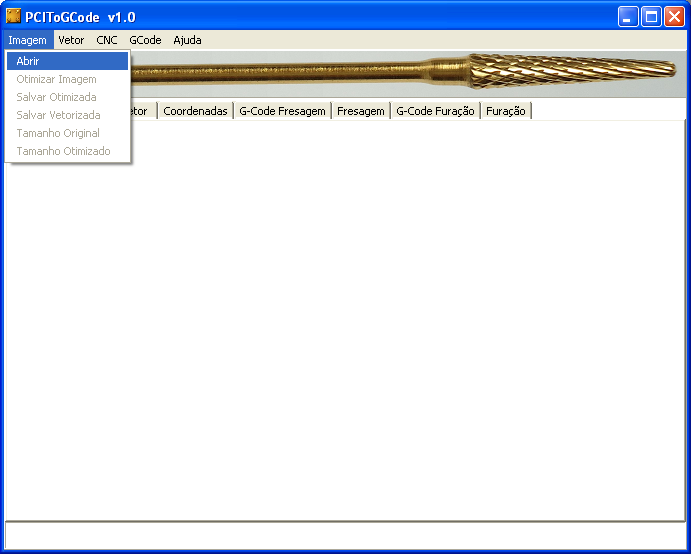 PCIToGCode v1.0
Imagem Vetor CNC GCode Ajuda
Abrir
Otimizar Imagem
Salvar Otimizada
Salvar Vetorizada
Tamanho Original
Tamanho Otimizado
Coordenadas G-Code Fresagem Fresagem G-Code Furação Furação